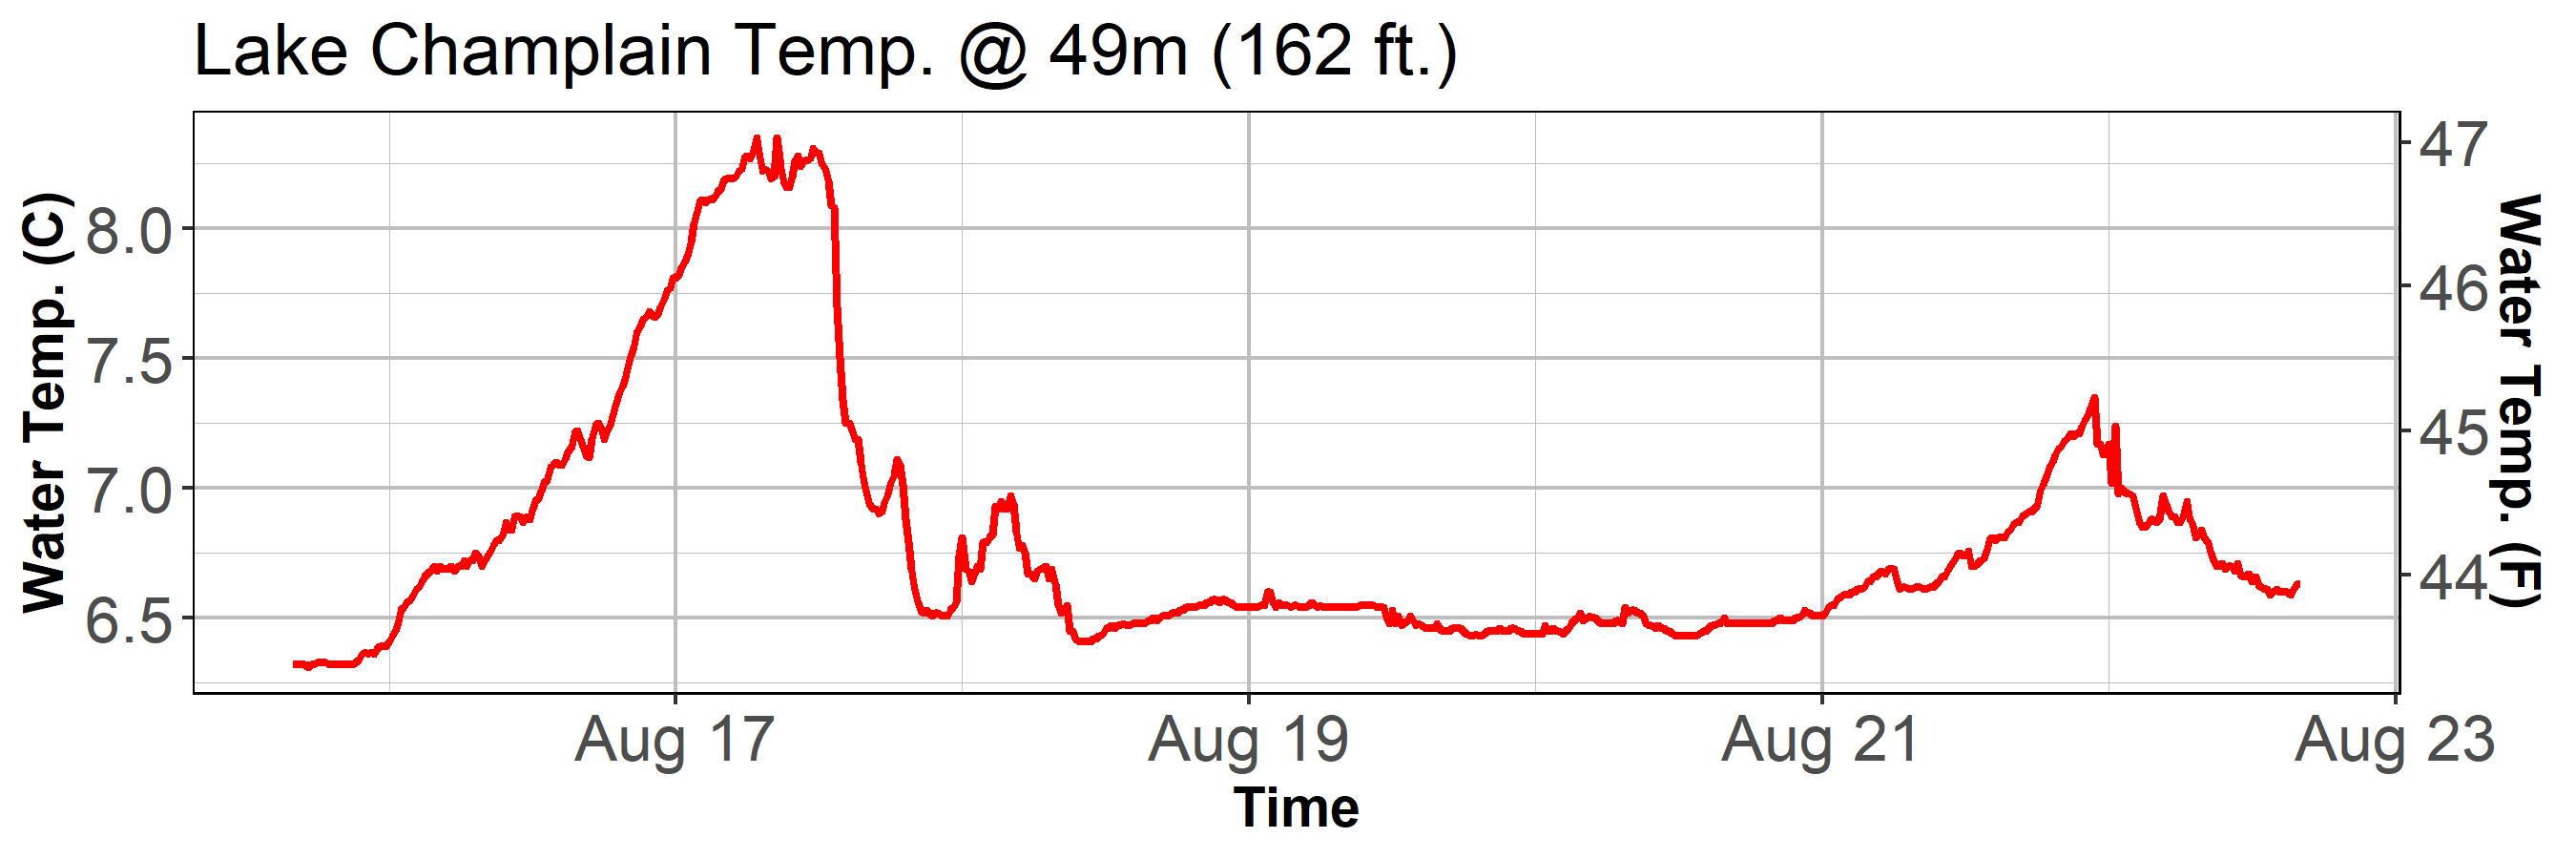 Lake Champlain Temp. @ 49m (162 ft.)
Water Temp. (C)
8.0
7.5
7.0
6.5
47
46
45
44
Water Temp. (F)
Aug 17 Aug 19 Aug 21 Aug 23
Time